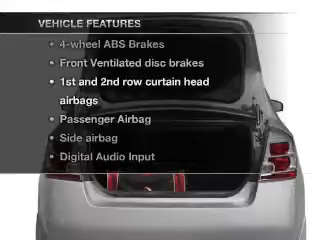 VEHICLE FEATURES
• 4-wheel ABS Brakes
• Front Ventilated disc brakes
• 1st and 2nd row curtain head
airbags
• Passenger Airbag
• Side airbag
• Digital Audio Input